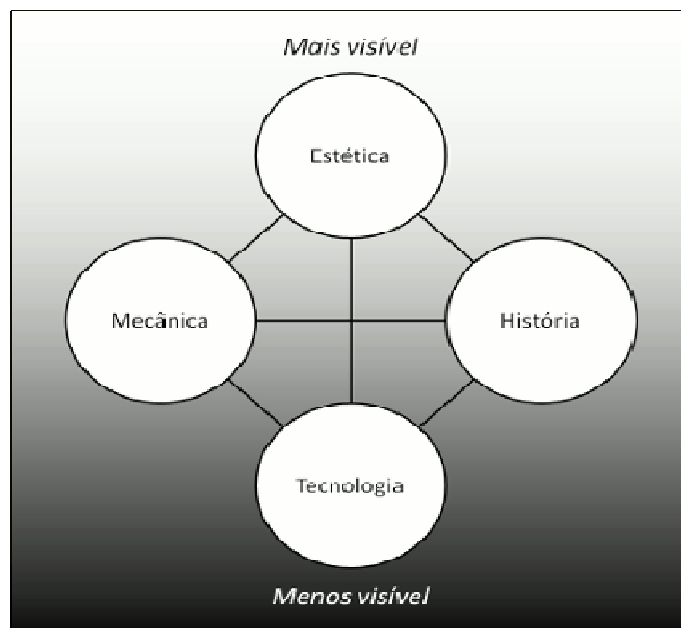 Mais visível
Estética
Mecânica
História
Tecnologia
Menos visível